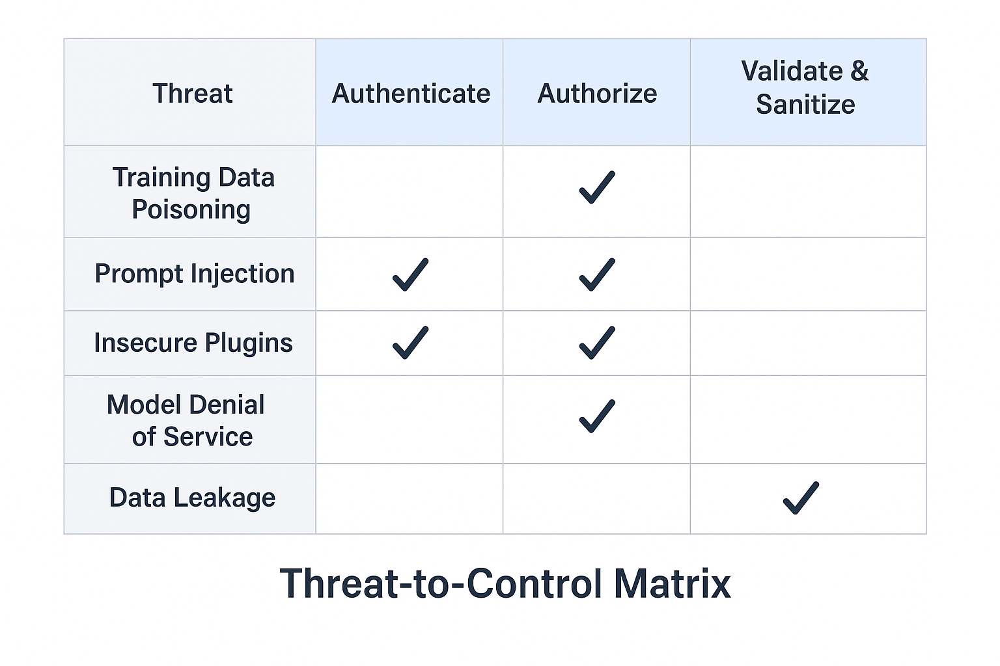 Threat
Authenticate
Authorize
Validate &
Sanitize
Training Data
Poisoning
Prompt Injection
Insecure Plugins
Model Denial
of Service
Data Leakage
Threat-to-Control Matrix